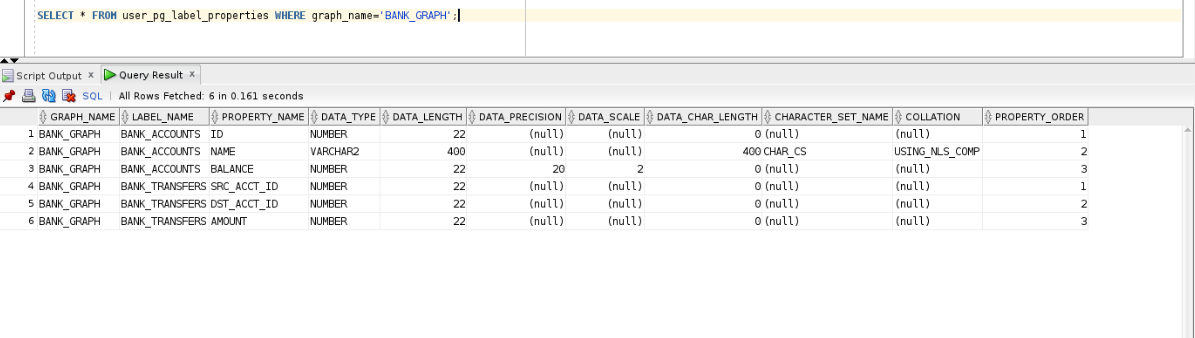 SELECT * FROM user_pg_label_properties WHERE graph_name='BANK_GRAPH';
Script Output x Query Result x
SQL | All Rows Fetched: 6 in 0.161 seconds
GRAPH_NAME LABEL_NAME PROPERTY_NAME DATA_TYPE DATA_LENGTH DATA_PRECISION DATA_SCALE DATA_CHAR_LENGTH CHARACTER_SET_NAME COLLATION PROPERTY_ORDER
1 BANK_GRAPH BANK_ACCOUNTS ID NUMBER 22 (null) (null) 0 (null) (null) 1
2 BANK_GRAPH BANK_ACCOUNTS NAME VARCHAR2 400 (null) (null) 400 CHAR_CS USING_NLS_COMP 2
3 BANK_GRAPH BANK_ACCOUNTS BALANCE NUMBER 22 20 2 0 (null) (null) 3
4 BANK_GRAPH BANK_TRANSFERS SRC_ACCT_ID NUMBER 22 (null) (null) 0 (null) (null) 1
5 BANK_GRAPH BANK_TRANSFERS DST_ACCT_ID NUMBER 22 (null) (null) 0 (null) (null) 2
6 BANK_GRAPH BANK_TRANSFERS AMOUNT NUMBER 22 (null) (null) 0 (null) (null) 3